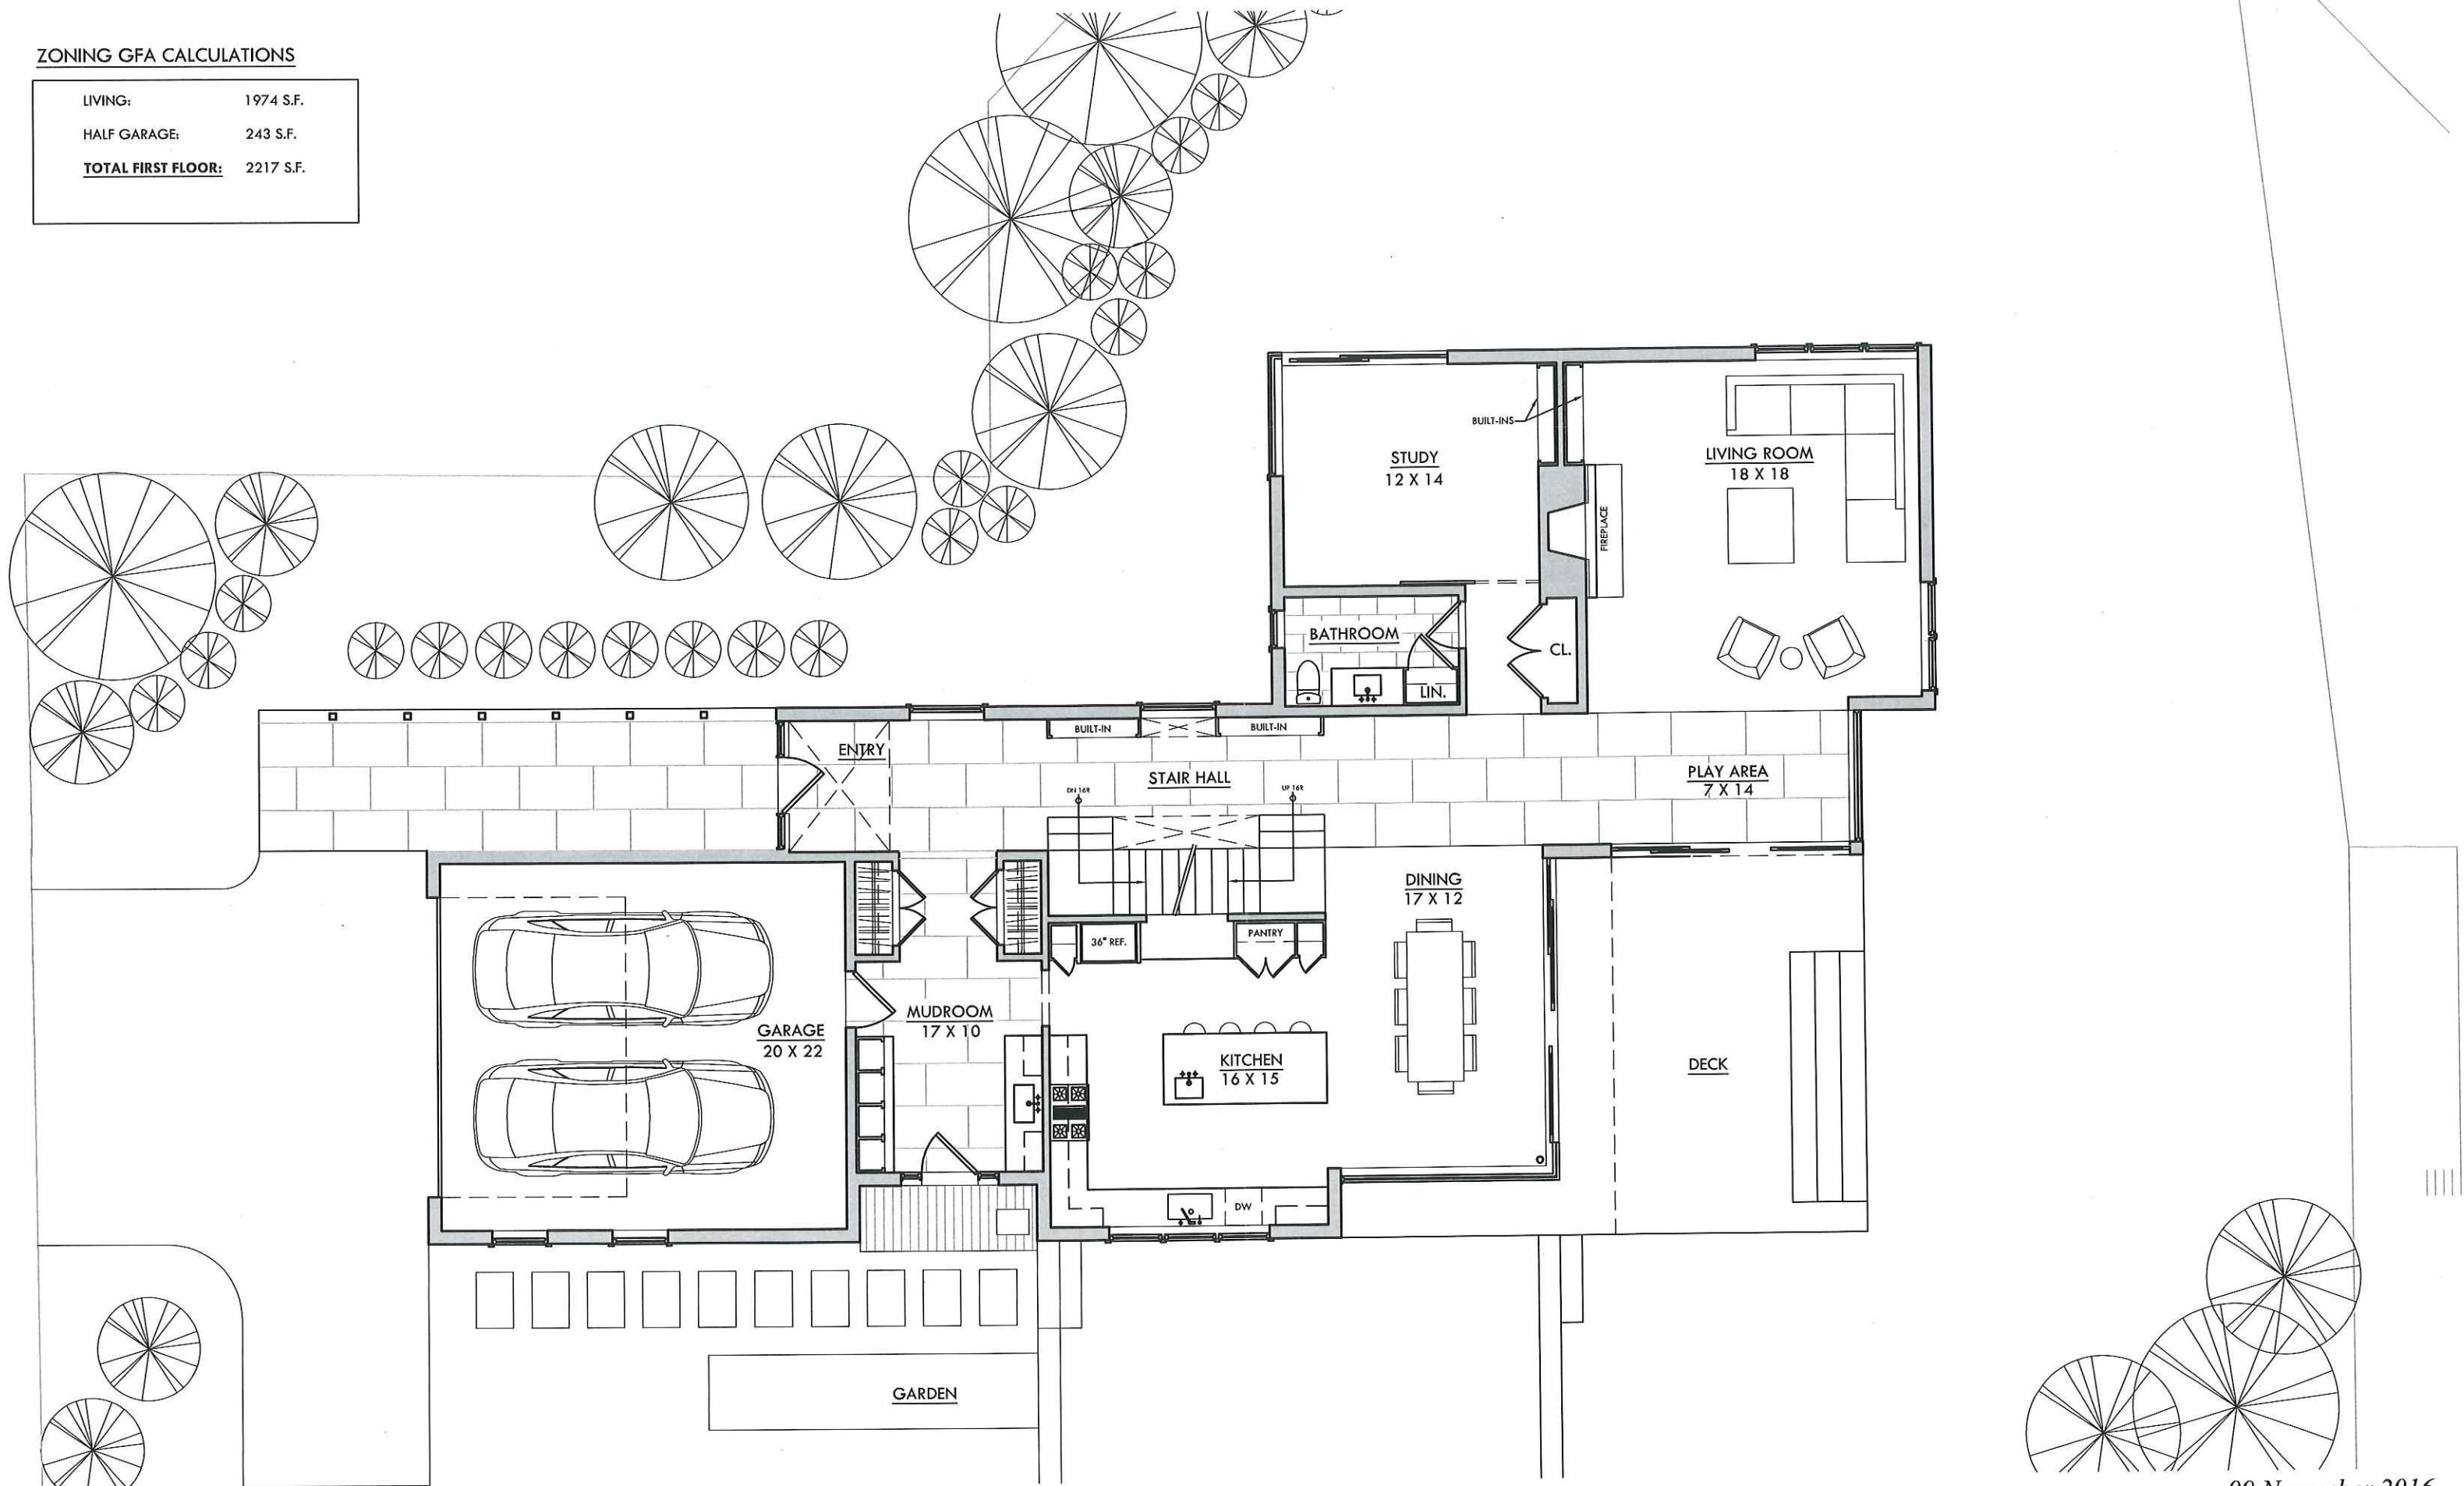 ZONING GFA CALCULATIONS
LIVING: 1974 S.F.
HALF GARAGE: 243 S.F.
TOTAL FIRST FLOOR: 2217 S.F.
BUILT-INS
STUDY
12 X 14
LIVING ROOM
18 X 18
FIREPLACE
BATHROOM
CL.
LIN.
ENTRY
BUILT-IN
BUILT-IN
STAIR HALL
PLAY AREA
7 X 14
DN 16R
UP 16R
DINING
17 X 12
36" REF.
PANTRY
MUDROOM
17 X 10
GARAGE
20 X 22
KITCHEN
16 X 15
DECK
DW
GARDEN
09 November 2016